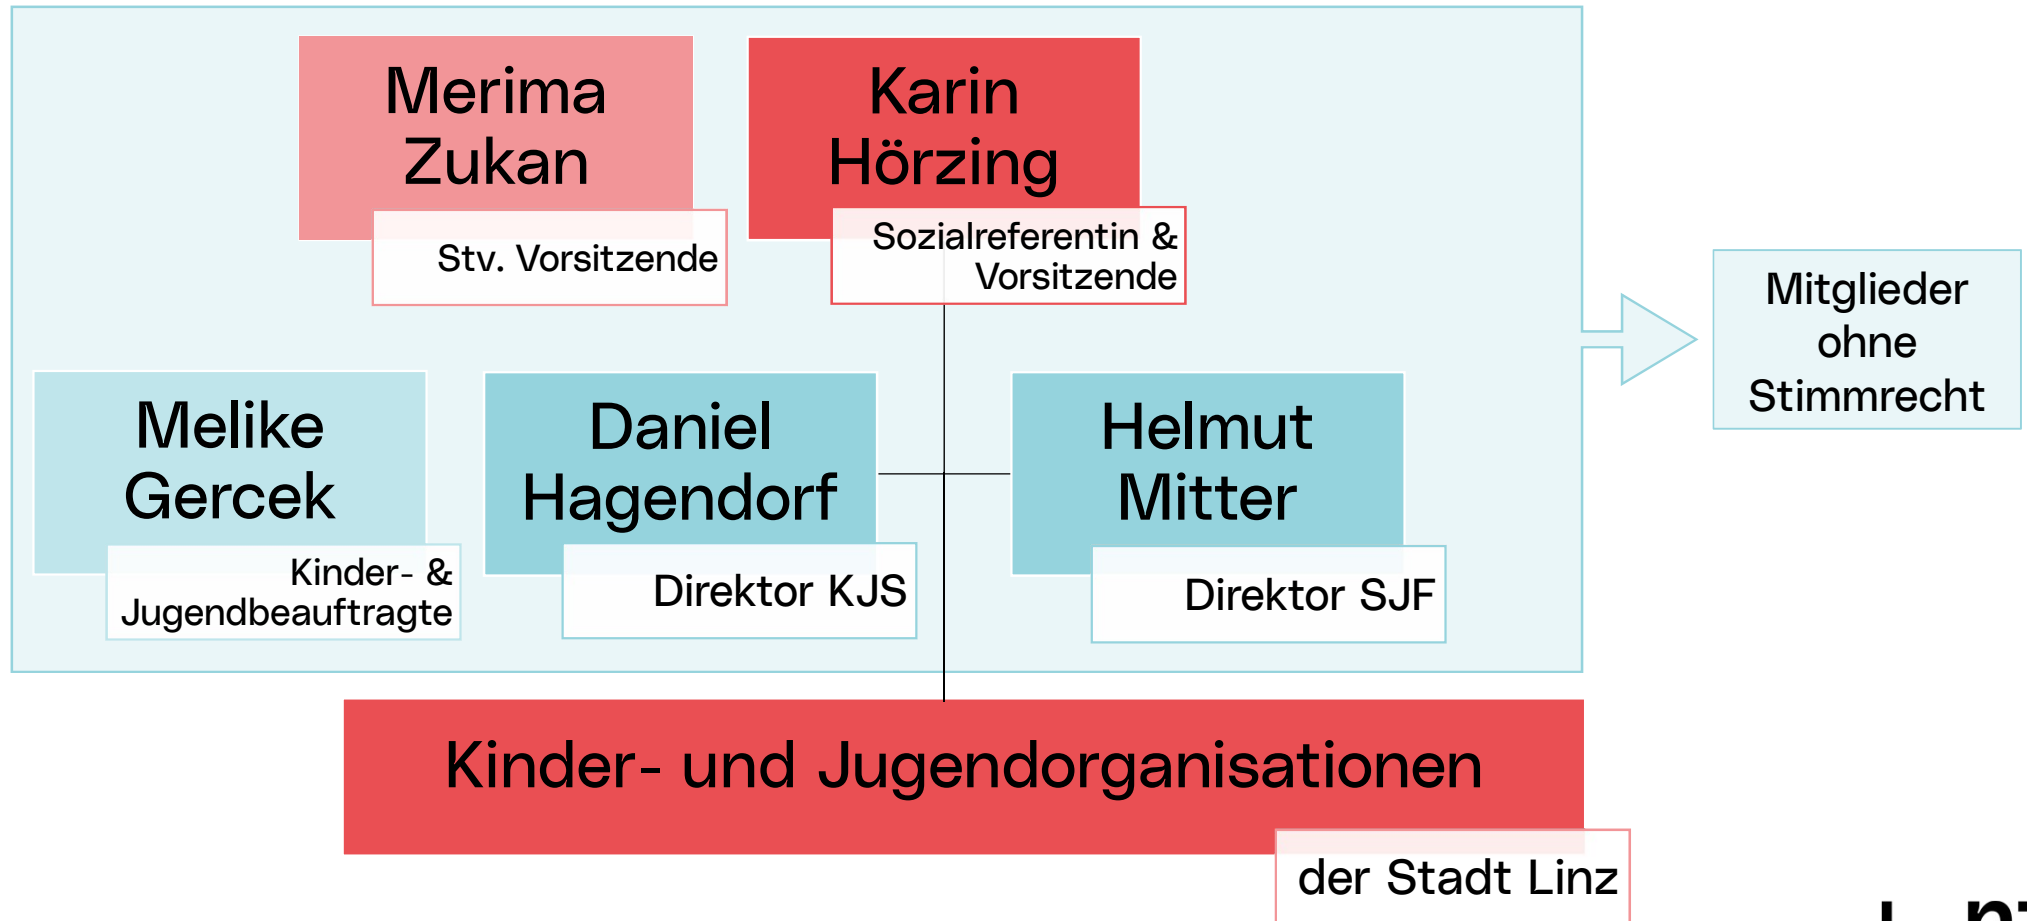 Merima
Zukan
Stv. Vorsitzende
Karin
Hörzing
Sozialreferentin &
Vorsitzende
Melike
Gercek
Kinder- &
Jugendbeauftragte
Daniel
Hagendorf
Direktor KJS
Helmut
Mitter
Direktor SJF
Mitglieder
ohne
Stimmrecht
Kinder- und Jugendorganisationen
der Stadt Linz